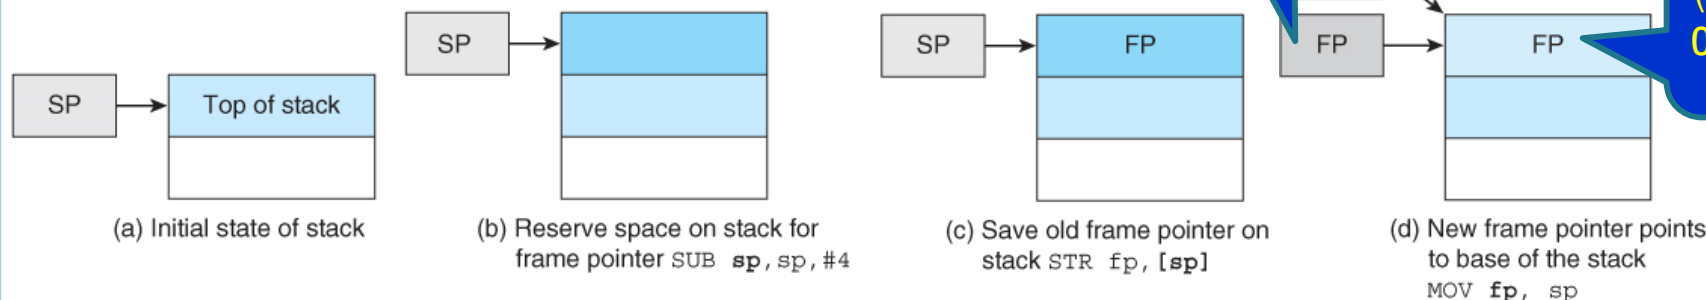 SP
Top of stack
(a) Initial state of stack
SP
(b) Reserve space on stack for
frame pointer SUB sp, sp, #4
SP
FP
(c) Save old frame pointer on
stack STR fp, [sp]
FP
FP
(d) New frame pointer points
to base of the stack
MOV fp, sp